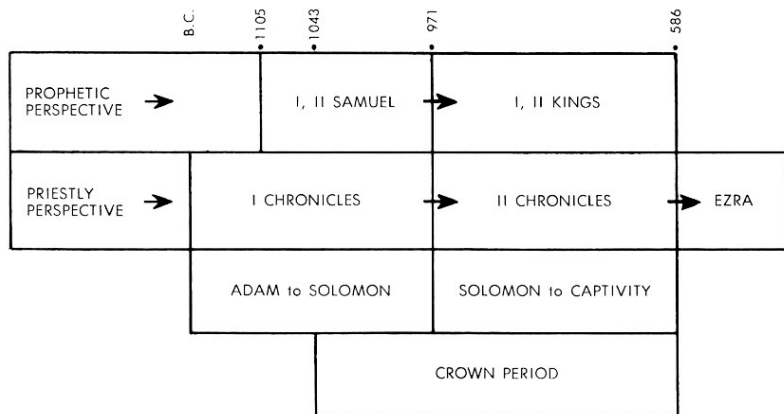 B.C.
1105
1043
971
586
PROPHETIC
PERSPECTIVE
I, II SAMUEL
I, II KINGS
PRIESTLY
PERSPECTIVE
I CHRONICLES
II CHRONICLES
EZRA
ADAM to SOLOMON
SOLOMON to CAPTIVITY
CROWN PERIOD